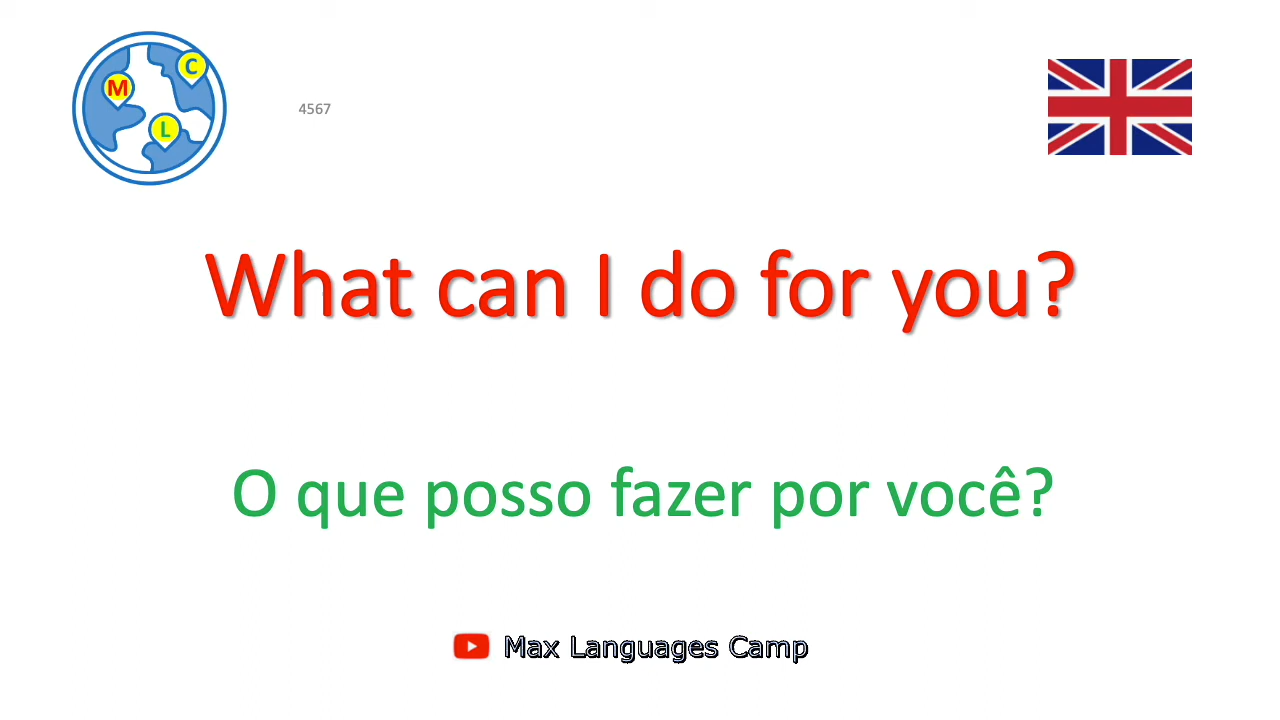 C
M
L
4567
What can I do for you?
O que posso fazer por você?
Max Languages Camp